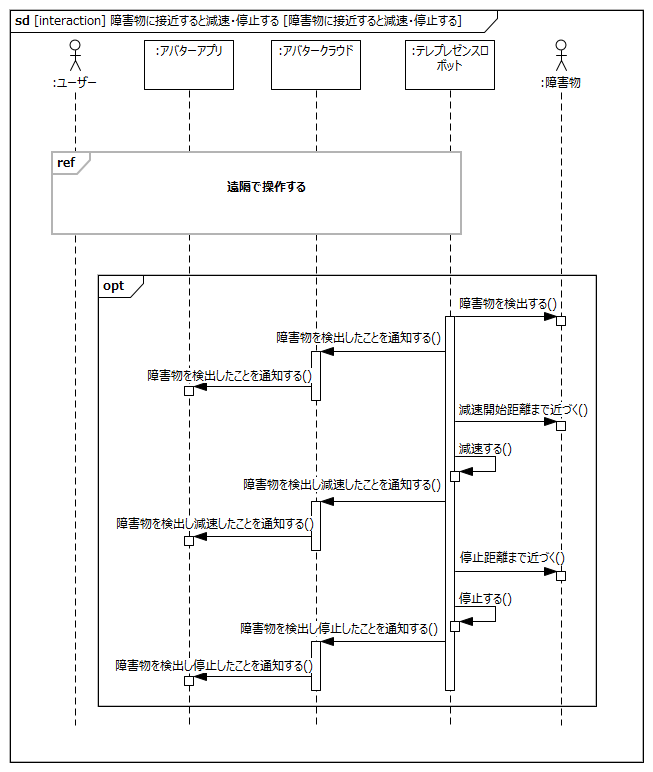 sd [interaction] 障害物に接近すると減速・停止する [障害物に接近すると減速・停止する]
:ユーザー
:アバターアプリ
:アバタークラウド
:テレプレゼンスロ
ボット
:障害物
ref
遠隔で操作する
opt
障害物を検出する()
障害物を検出したことを通知する()
障害物を検出したことを通知する()
減速開始距離まで近づく()
減速する()
障害物を検出し減速したことを通知する()
障害物を検出し減速したことを通知する()
停止距離まで近づく()
停止する()
障害物を検出し停止したことを通知する()
障害物を検出し停止したことを通知する()